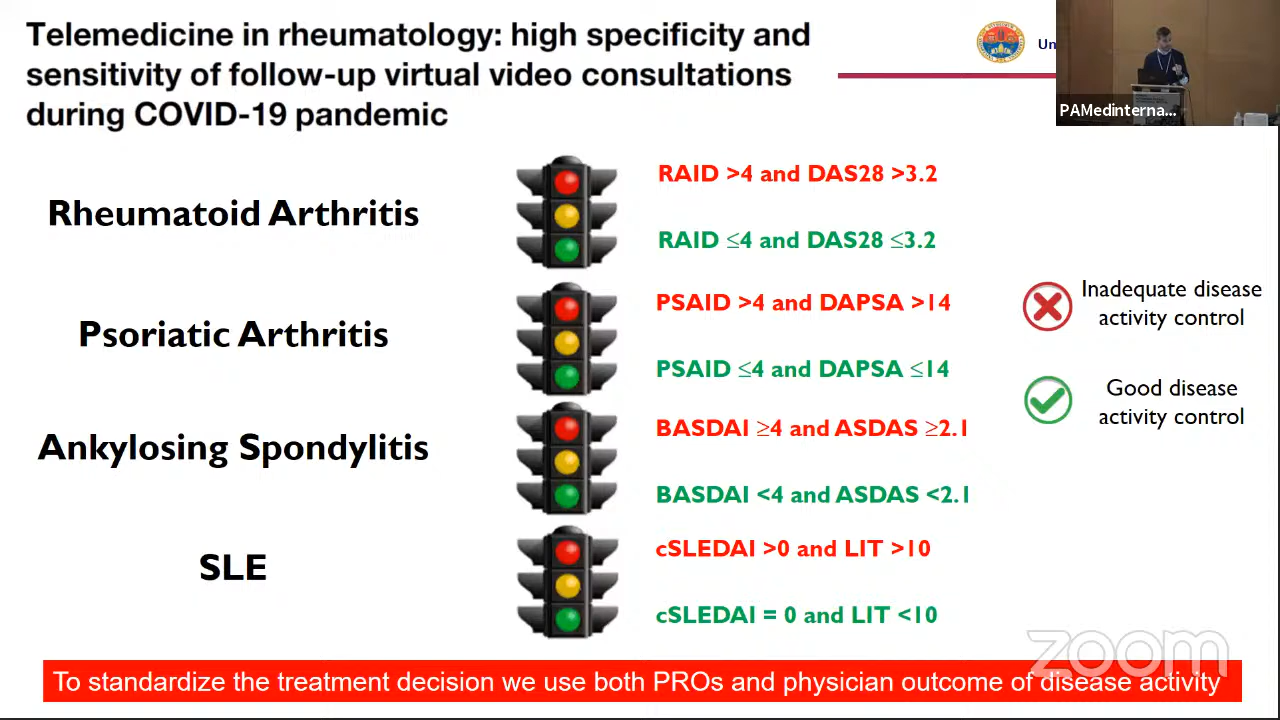 Telemedicine in rheumatology: high specificity and
sensitivity of follow-up virtual video consultations
during COVID-19 pandemic
Un
PAMedinterna...
Rheumatoid Arthritis
RAID >4 and DAS28 >3.2
RAID ≤4 and DAS28 ≤3.2
Psoriatic Arthritis
PSAID >4 and DAPSA >14
PSAID ≤4 and DAPSA ≤14
Inadequate disease
activity control
Good disease
activity control
Ankylosing Spondylitis
BASDAI ≥4 and ASDAS ≥2.1
BASDAI <4 and ASDAS <2.1
SLE
cSLEDAI >0 and LIT >10
cSLEDAI = 0 and LIT <10
zoom
To standardize the treatment decision we use both PROs and physician outcome of disease activity